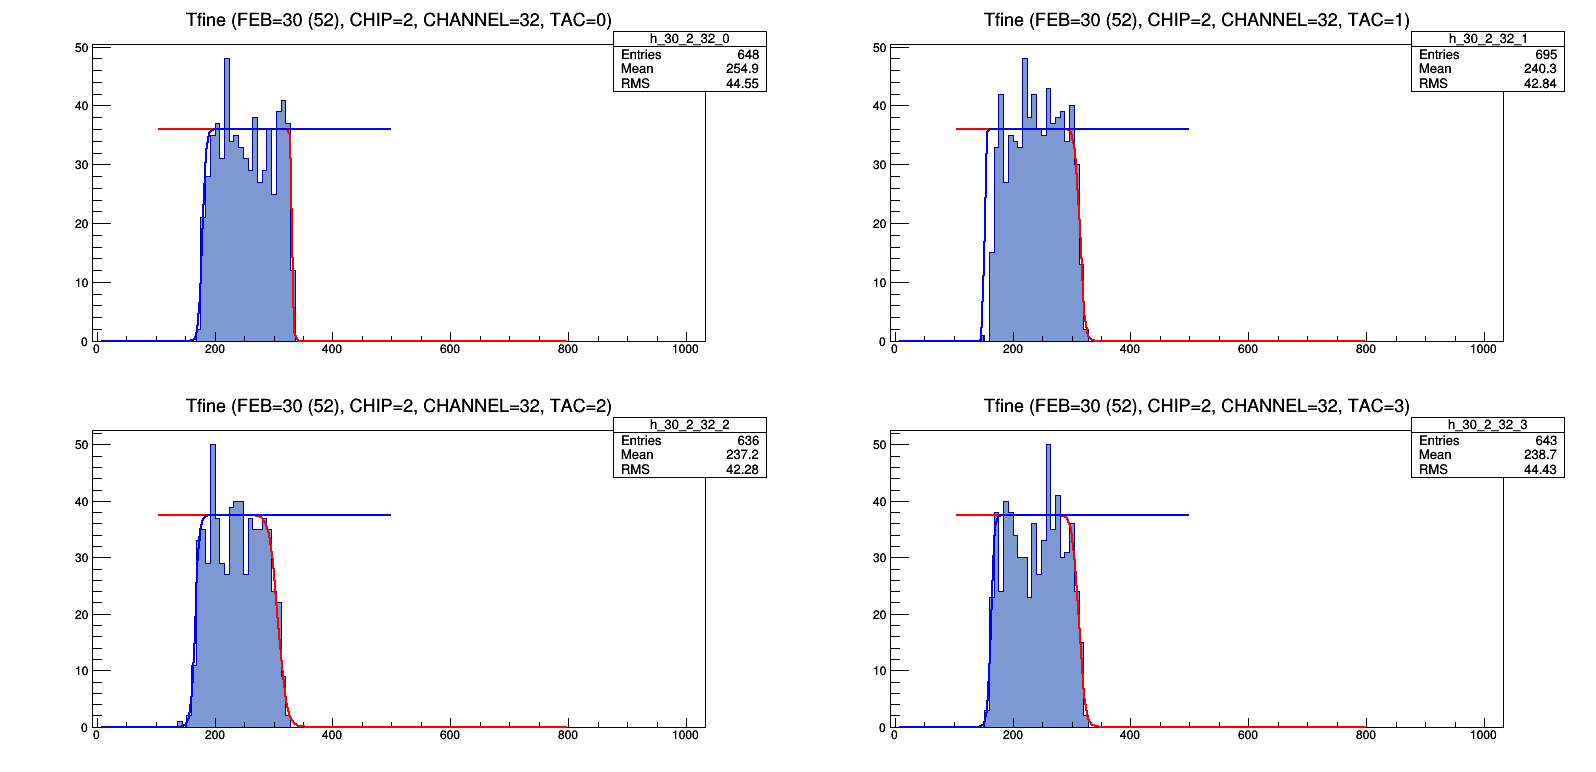 Tfine (FEB=30 (52), CHIP=2, CHANNEL=32, TAC=0)
h_30_2_32_0
Entries 648
Mean 254.9
RMS 44.55
50
40
30
20
10
0
0 200 400 600 800 1000
Tfine (FEB=30 (52), CHIP=2, CHANNEL=32, TAC=1)
h_30_2_32_1
Entries 695
Mean 240.3
RMS 42.84
50
40
30
20
10
0
0 200 400 600 800 1000
Tfine (FEB=30 (52), CHIP=2, CHANNEL=32, TAC=2)
h_30_2_32_2
Entries 636
Mean 237.2
RMS 42.28
50
40
30
20
10
0
0 200 400 600 800 1000
Tfine (FEB=30 (52), CHIP=2, CHANNEL=32, TAC=3)
h_30_2_32_3
Entries 643
Mean 238.7
RMS 44.43
50
40
30
20
10
0
0 200 400 600 800 1000